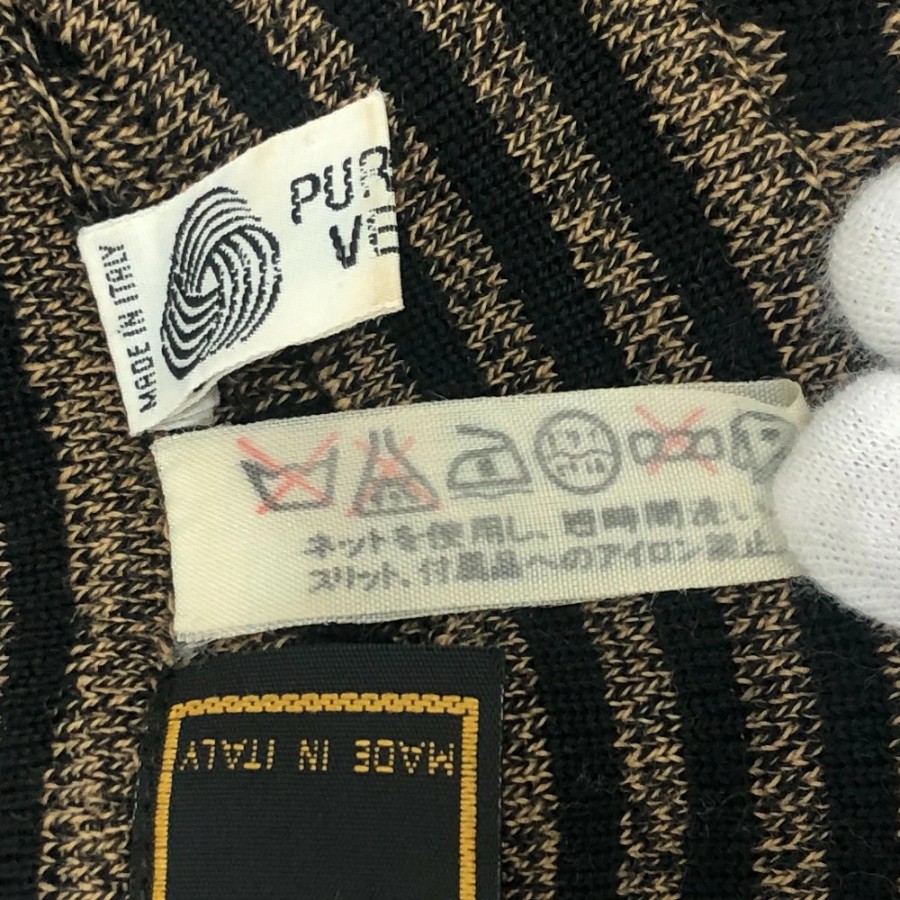 PUR
VE
MADE IN ITALY
ネットを使用し、短時間洗い
スリット、付属品へのアイロン禁止
MADE IN ITALY